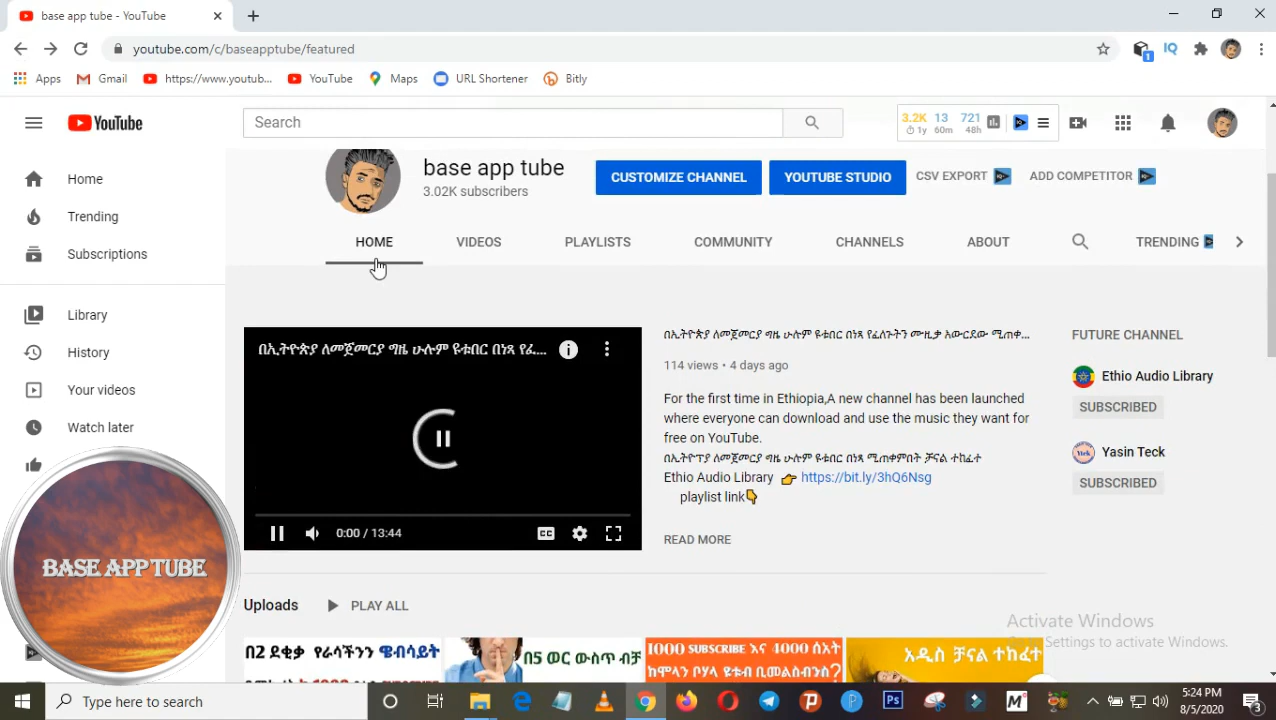 base app tube - YouTube
youtube.com/c/baseapptube/featured
Apps
Gmail
https://www.youtub...
YouTube
Maps
URL Shortener
Bitly
YouTube
Search
3.2K 13 721
1y 60m 48h
Home
Trending
Subscriptions
Library
History
Your videos
Watch later
base app tube
3.02K subscribers
CUSTOMIZE CHANNEL
YOUTUBE STUDIO
CSV EXPORT
ADD COMPETITOR
HOME
VIDEOS
PLAYLISTS
COMMUNITY
CHANNELS
ABOUT
TRENDING
በኢትዮጵያ ለመጀመርያ ግዜ ሁሉም ዩቱበር በነጻ የፈ...
0:00 / 13:44
በኢትዮጵያ ለመጀመርያ ግዜ ሁሉም ዩቱበር በነጻ የፈለጉትን ሙዚቃ አውርደው ሚጠቀ...
114 views • 4 days ago
For the first time in Ethiopia,A new channel has been launched
where everyone can download and use the music they want for
free on YouTube.
በኢትዮጵያ ለመጀመርያ ግዜ ሁሉም ዩቱበር በነጻ ሚጠቀምበት ቻናል ተከፈተ
Ethio Audio Library 👉 https://bit.ly/3hQ6Nsg
playlist link👇
READ MORE
FUTURE CHANNEL
Ethio Audio Library
SUBSCRIBED
Yasin Teck
SUBSCRIBED
BASE APP TUBE
Uploads
PLAY ALL
በ2 ደቂቃ የራሳችንን ዌብሳይት
በ5 ወር ውስጥ ብቻ
1000 SUBSCRIBE እና 4000 ሰአት
ከሞላን ቦሃላ ዩቱብ ቢመልስብንስ?
አዲስ ቻናል ተከፈተ
Activate Windows
Settings to activate Windows.
Type here to search
5:24 PM
8/5/2020